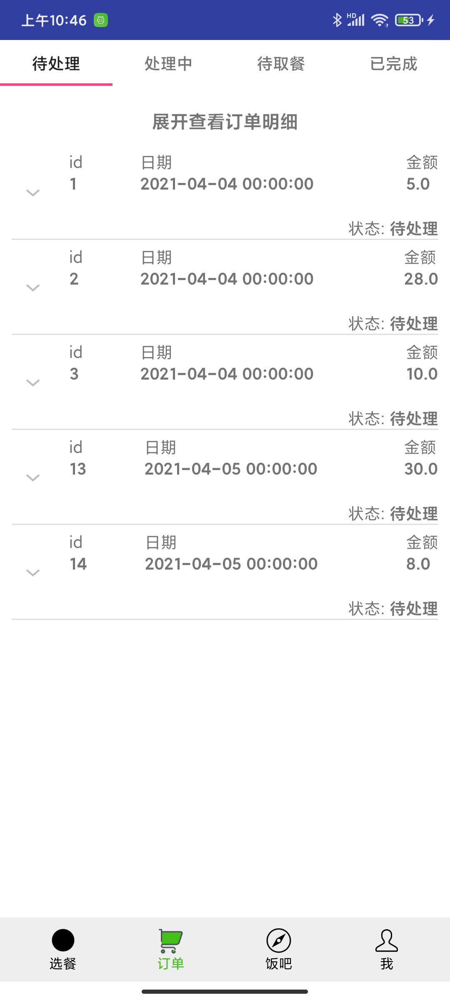 上午10:46 HD 53
待处理 处理中 待取餐 已完成
展开查看订单明细
id 日期 金额
1 2021-04-04 00:00:00 5.0
状态: 待处理
id 日期 金额
2 2021-04-04 00:00:00 28.0
状态: 待处理
id 日期 金额
3 2021-04-04 00:00:00 10.0
状态: 待处理
id 日期 金额
13 2021-04-05 00:00:00 30.0
状态: 待处理
id 日期 金额
14 2021-04-05 00:00:00 8.0
状态: 待处理
选餐 订单 饭吧 我